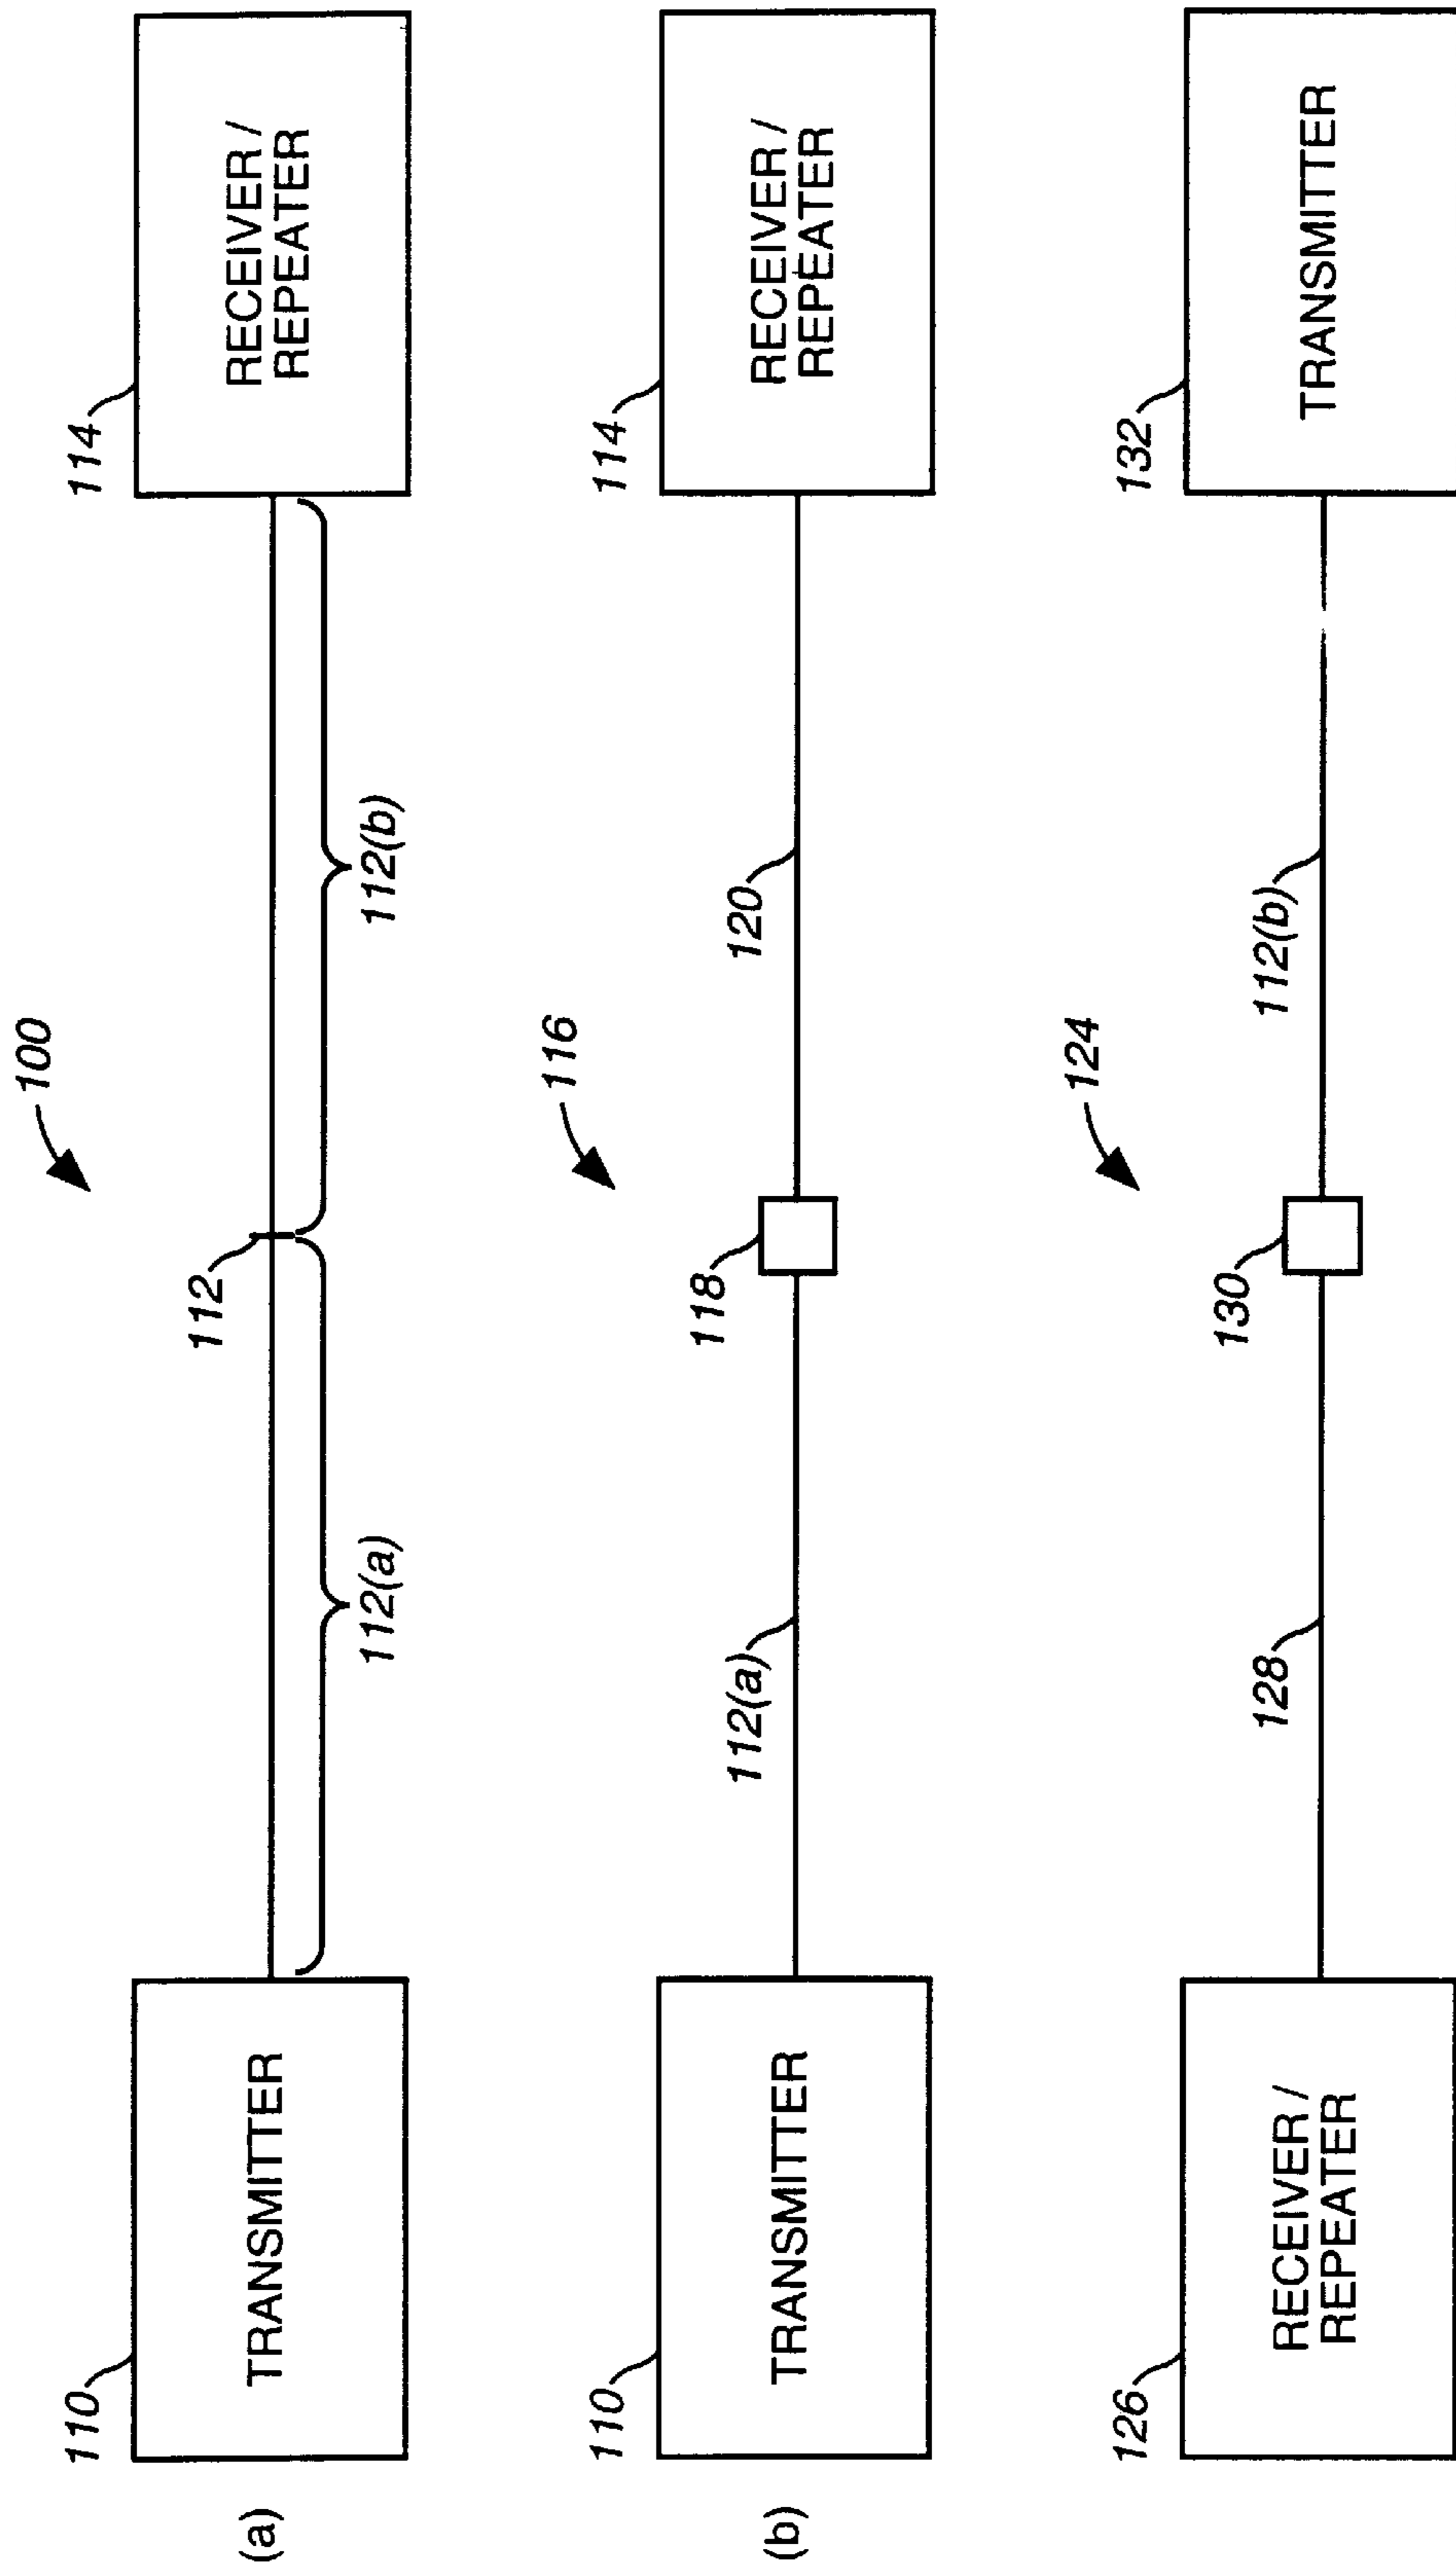 100
110
TRANSMITTER
112
112(a)
112(b)
114
RECEIVER /
REPEATER
(a)
116
110
TRANSMITTER
112(a)
118
120
114
RECEIVER /
REPEATER
(b)
124
126
RECEIVER /
REPEATER
128
130
112(b)
132
TRANSMITTER